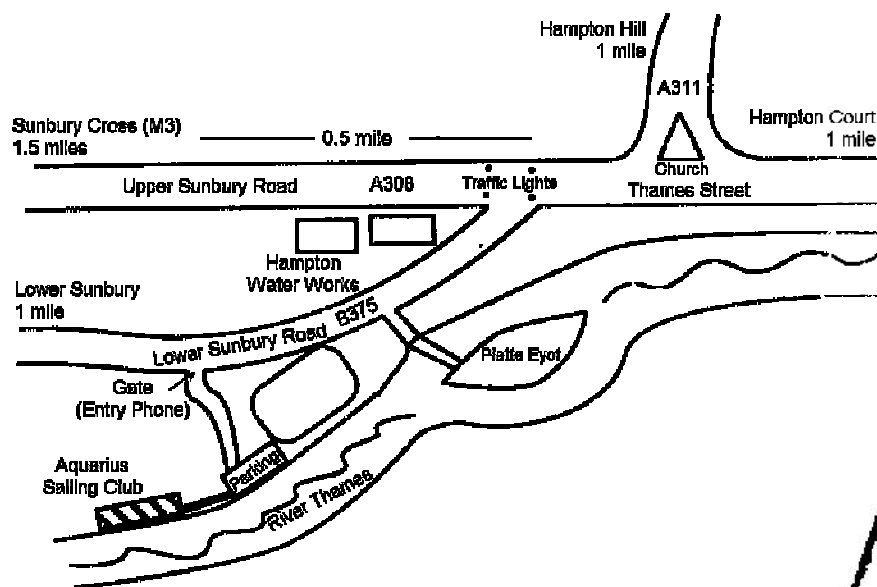 Hampton Hill
1 mile
A311
Hampton Court
1 mile
Sunbury Cross (M3)
1.5 miles
0.5 mile
Upper Sunbury Road
A308
Traffic Lights
Church
Thames Street
Hampton
Water Works
Lower Sunbury
1 mile
Lowar Sunbury Road B375
Platts Eyot
Gate
(Entry Phone)
Parking
Aquarius
Sailing Club
River Thames